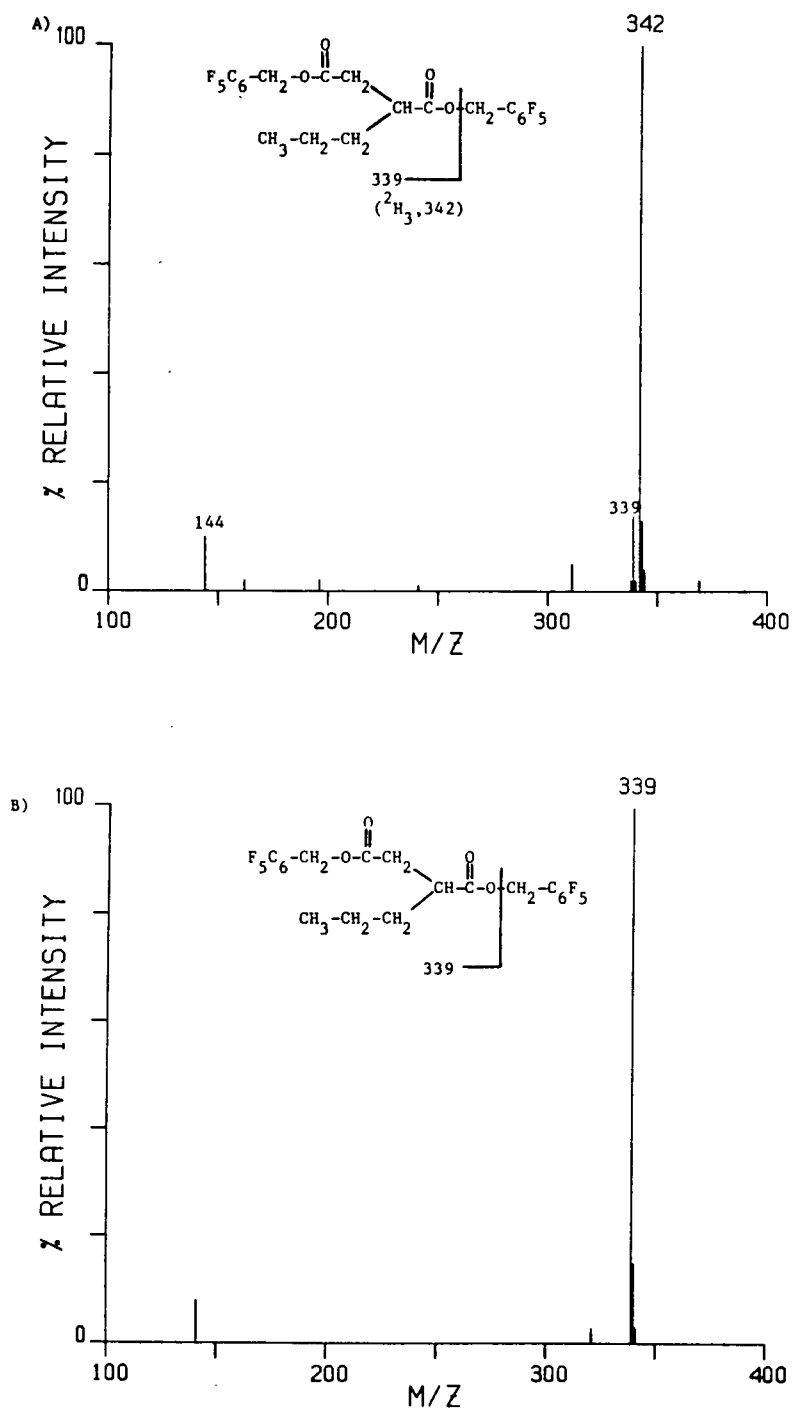 A)
100
342
O
F5C6-CH2-O-C-CH2
O
CH-C-O-CH2-C6F5
CH3-CH2-CH2
339
(2H3,342)
% RELATIVE INTENSITY
144
339
0
100
200
300
400
M/Z
B)
100
339
O
F5C6-CH2-O-C-CH2
O
CH-C-O-CH2-C6F5
CH3-CH2-CH2
339
% RELATIVE INTENSITY
0
100
200
300
400
M/Z